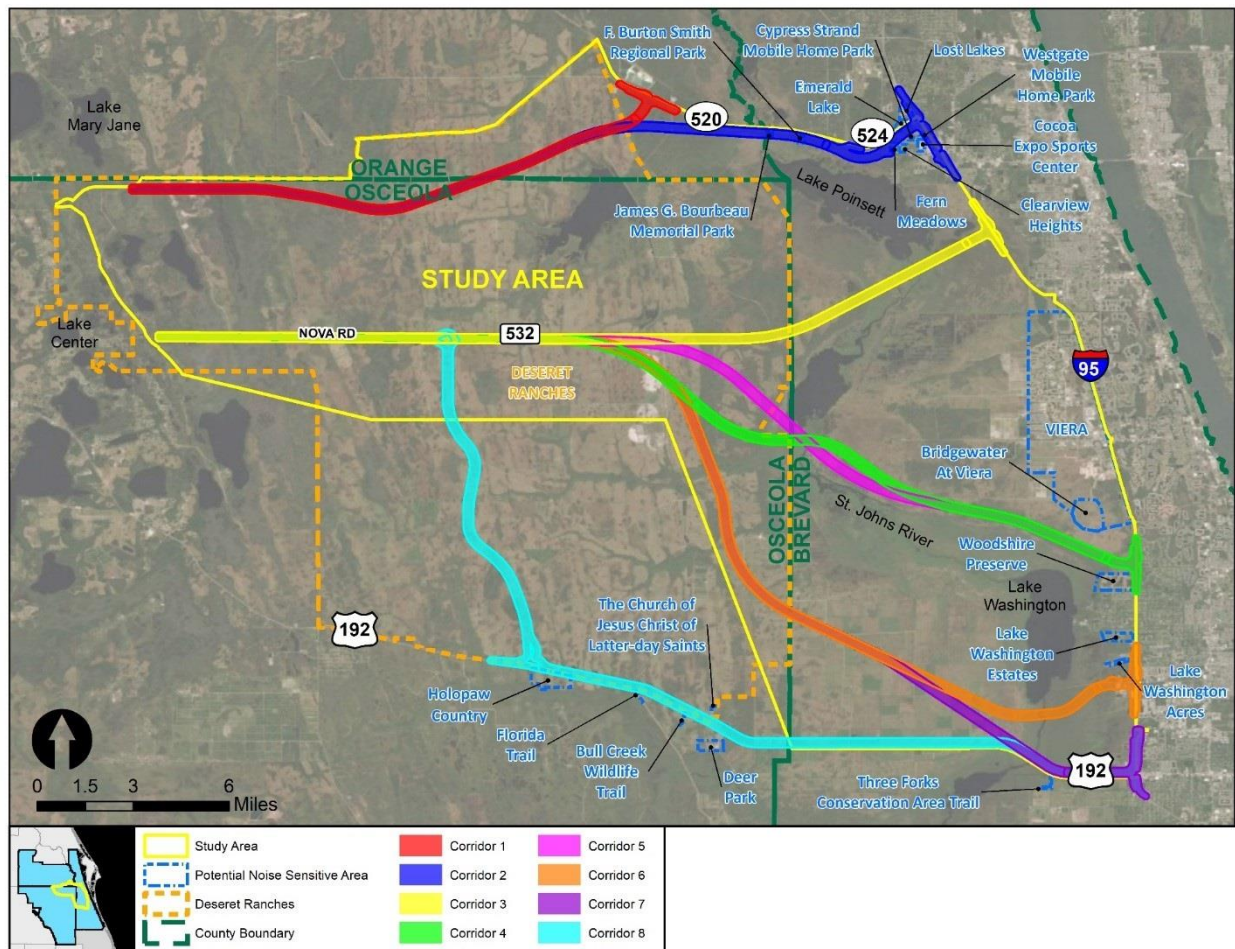 F. Burton Smith
Regional Park
Cypress Strand
Mobile Home Park
Lost Lakes
Westgate
Mobile
Home Park
Emerald
Lake
Cocoa
Expo Sports
Center
Lake
Mary Jane
520
524
ORANGE
OSCEOLA
Lake Poinsett
James G. Bourbeau
Memorial Park
Fern
Meadows
Clearview
Heights
STUDY AREA
Lake
Center
NOVA RD
532
DESERET
RANCHES
95
VIERA
Bridgewater
At Viera
OSCEOLA
BREVARD
St. Johns River
Woodshire
Preserve
Lake
Washington
192
The Church of
Jesus Christ of
Latter-day Saints
Lake
Washington
Estates
Lake
Washington
Acres
Holopaw
Country
Florida
Trail
Bull Creek
Wildlife
Trail
Deer
Park
Three Forks
Conservation Area Trail
192
0 1.5 3 6
Miles
Study Area
Potential Noise Sensitive Area
Deseret Ranches
County Boundary
Corridor 1
Corridor 2
Corridor 3
Corridor 4
Corridor 5
Corridor 6
Corridor 7
Corridor 8